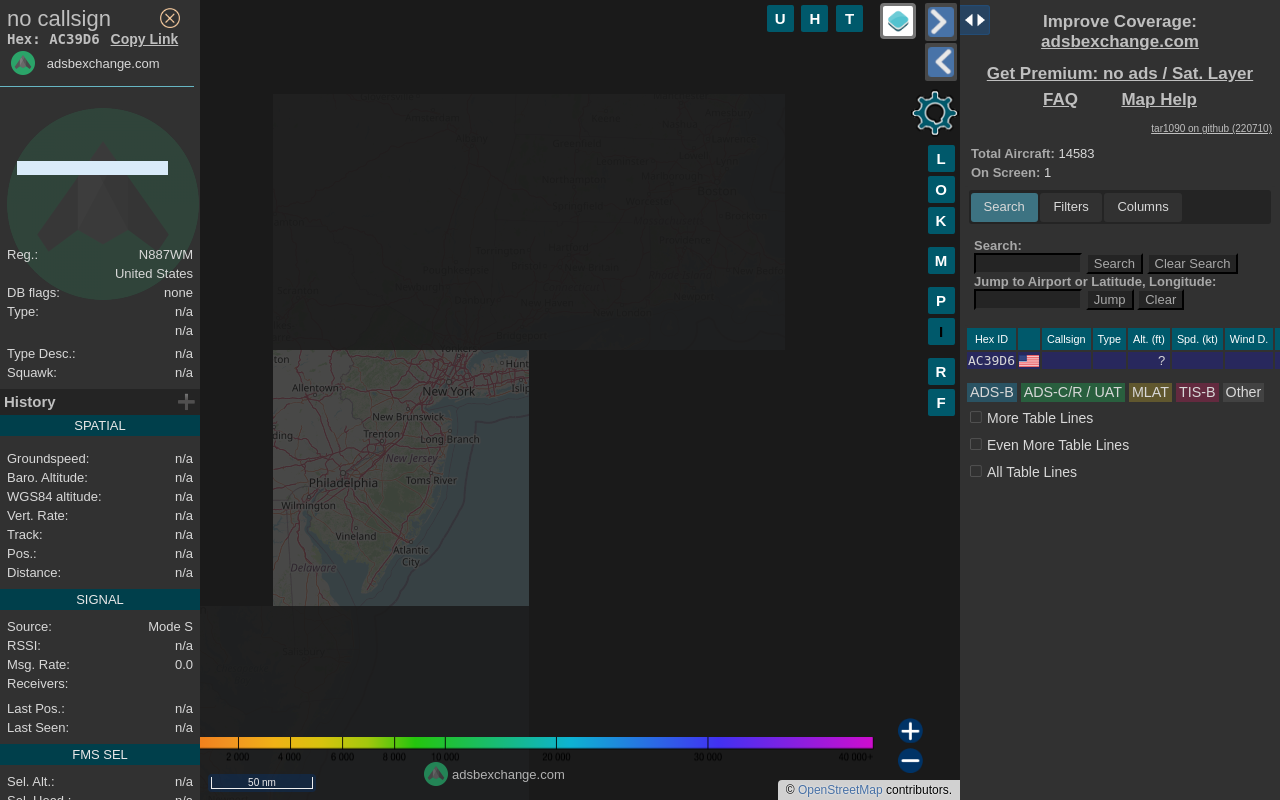 no callsign
Hex: AC39D6 Copy Link
adsbexchange.com
Reg.: N887WM
United States
DB flags: none
Type: n/a
n/a
Type Desc.: n/a
Squawk: n/a
History
SPATIAL
Groundspeed: n/a
Baro. Altitude: n/a
WGS84 altitude: n/a
Vert. Rate: n/a
Track: n/a
Pos.: n/a
Distance: n/a
SIGNAL
Source: Mode S
RSSI: n/a
Msg. Rate: 0.0
Receivers:
Last Pos.: n/a
Last Seen: n/a
FMS SEL
Sel. Alt.: n/a
U H T
L
O
K
M
P
I
R
F
Allentown
New York
New Brunswick
Trenton
Long Branch
New Jersey
Philadelphia
Toms River
Wilmington
Vineland
Atlantic
City
Delaware
2 000 4 000 6 000 8 000 10 000 20 000 30 000 40 000+
50 nm
adsbexchange.com
© OpenStreetMap contributors.
Improve Coverage:
adsbexchange.com
Get Premium: no ads / Sat. Layer
FAQ Map Help
tar1090 on github (220710)
Total Aircraft: 14583
On Screen: 1
Search Filters Columns
Search:
Search Clear Search
Jump to Airport or Latitude, Longitude:
Jump Clear
Hex ID Callsign Type Alt. (ft) Spd. (kt) Wind D.
AC39D6 ?
ADS-B ADS-C/R / UAT MLAT TIS-B Other
More Table Lines
Even More Table Lines
All Table Lines